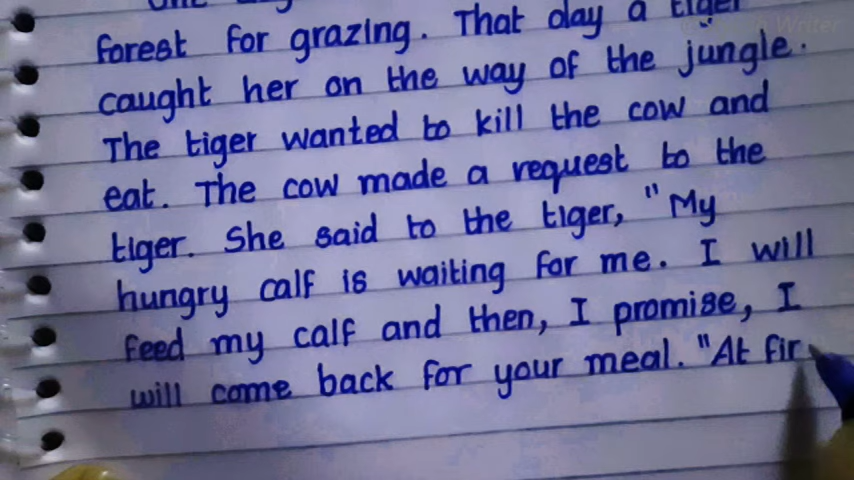 forest for grazing. That day a tiger
caught her on the way of the jungle.
The tiger wanted to kill the cow and
eat. The cow made a request to the
tiger. She said to the tiger, "My
hungry calf is waiting for me. I will
feed my calf and then, I promise, I
will come back for your meal. "At fir